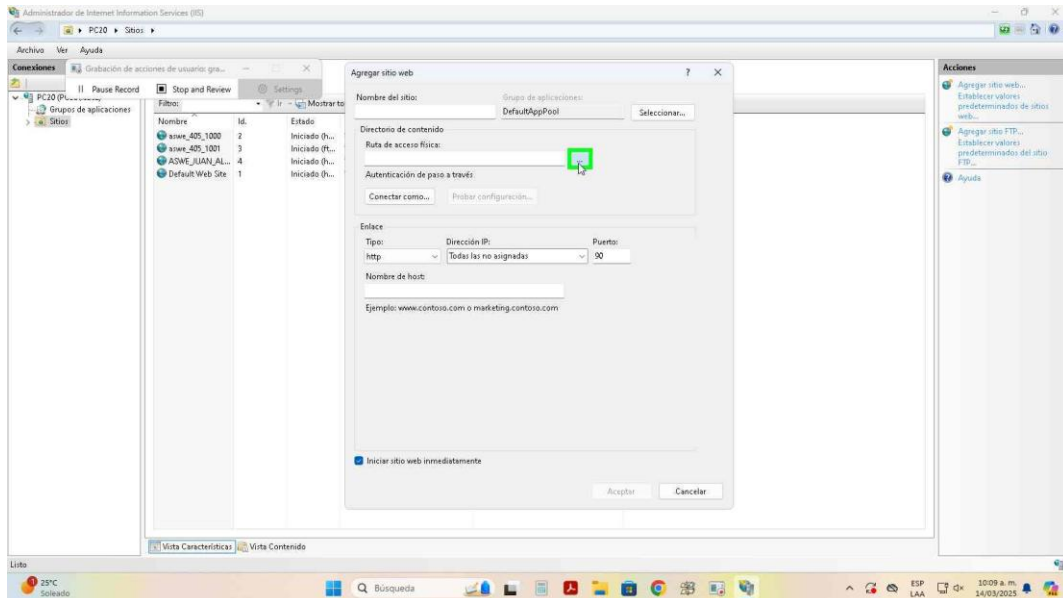 Administrador de Internet Information Services (IIS)
PC20 Sitios
Archivo Ver Ayuda
Conexiones
Grabación de acciones de usuario: gra...
Pause Record Stop and Review Settings
PC20
Grupos de aplicaciones
Sitios
Filtro: Ir Mostrar to
Nombre Id. Estado
aswe_405_1000 2 Iniciado (h...
aswe_405_1001 3 Iniciado (ft...
ASWE_JUAN_AL... 4 Iniciado (h...
Default Web Site 1 Iniciado (h...
Agregar sitio web ?
Nombre del sitio: Grupo de aplicaciones:
DefaultAppPool Seleccionar...
Directorio de contenido
Ruta de acceso física:
...
Autenticación de paso a través
Conectar como... Probar configuración...
Enlace
Tipo: Dirección IP: Puerto:
http Todas las no asignadas 90
Nombre de host:
Ejemplo: www.contoso.com o marketing.contoso.com
Iniciar sitio web inmediatamente
Aceptar Cancelar
Acciones
Agregar sitio web...
Establecer valores
predeterminados de sitios
web...
Agregar sitio FTP...
Establecer valores
predeterminados del sitio
FTP...
Ayuda
Vista Características Vista Contenido
Listo
25°C
Soleado
Búsqueda
ESP
LAA
10:09 a. m.
14/03/2025